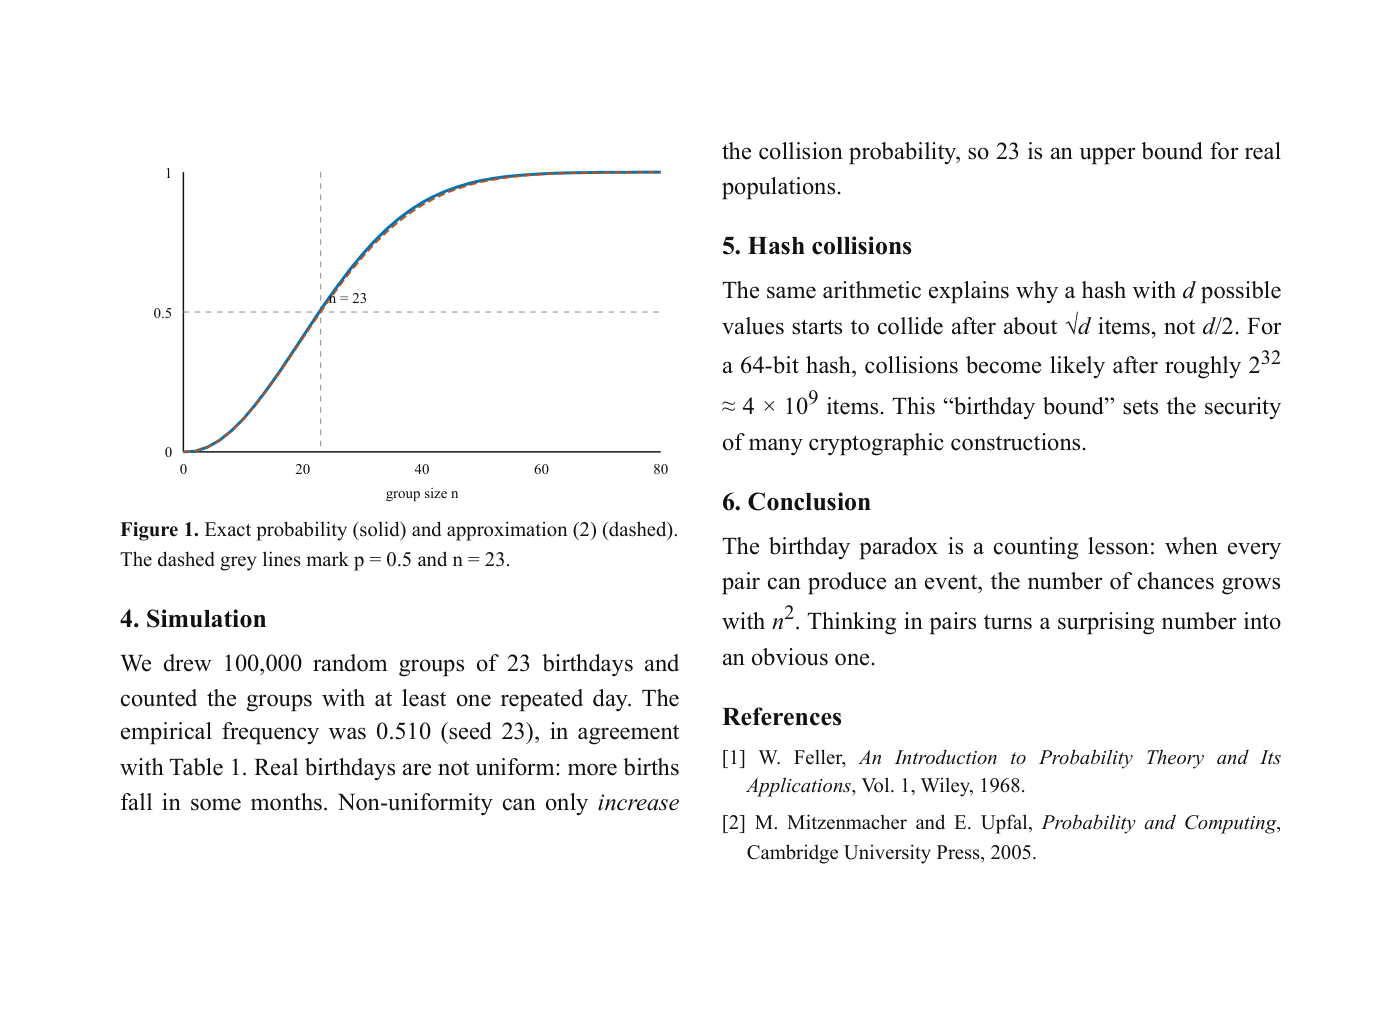 1
0.5
0
n = 23
0 20 40 60 80
group size n
Figure 1. Exact probability (solid) and approximation (2) (dashed).
The dashed grey lines mark p = 0.5 and n = 23.
4. Simulation
We drew 100,000 random groups of 23 birthdays and
counted the groups with at least one repeated day. The
empirical frequency was 0.510 (seed 23), in agreement
with Table 1. Real birthdays are not uniform: more births
fall in some months. Non-uniformity can only increase
the collision probability, so 23 is an upper bound for real
populations.
5. Hash collisions
The same arithmetic explains why a hash with d possible
values starts to collide after about √d items, not d/2. For
a 64-bit hash, collisions become likely after roughly 2³²
≈ 4 × 10⁹ items. This “birthday bound” sets the security
of many cryptographic constructions.
6. Conclusion
The birthday paradox is a counting lesson: when every
pair can produce an event, the number of chances grows
with n². Thinking in pairs turns a surprising number into
an obvious one.
References
[1] W. Feller, An Introduction to Probability Theory and Its
Applications, Vol. 1, Wiley, 1968.
[2] M. Mitzenmacher and E. Upfal, Probability and Computing,
Cambridge University Press, 2005.